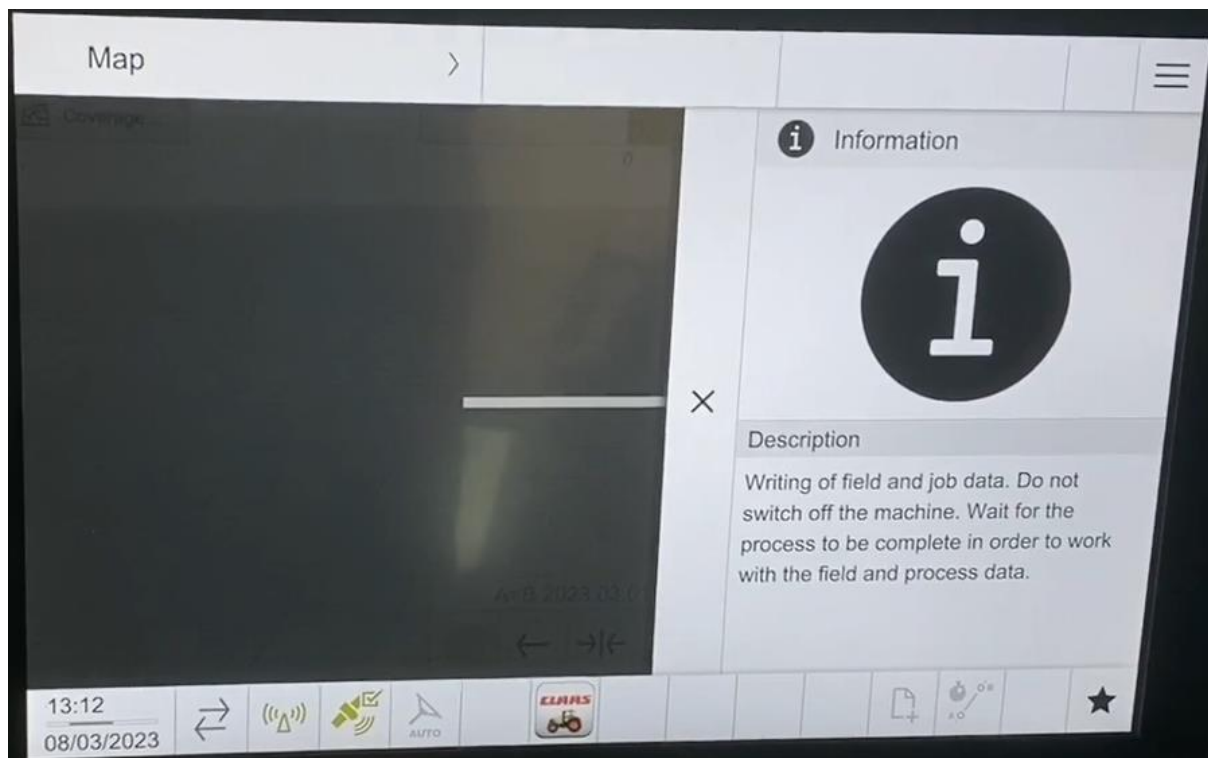 Map
Coverage
0
Information
Description
Writing of field and job data. Do not
switch off the machine. Wait for the
process to be complete in order to work
with the field and process data.
13:12
08/03/2023
AUTO
CLAAS